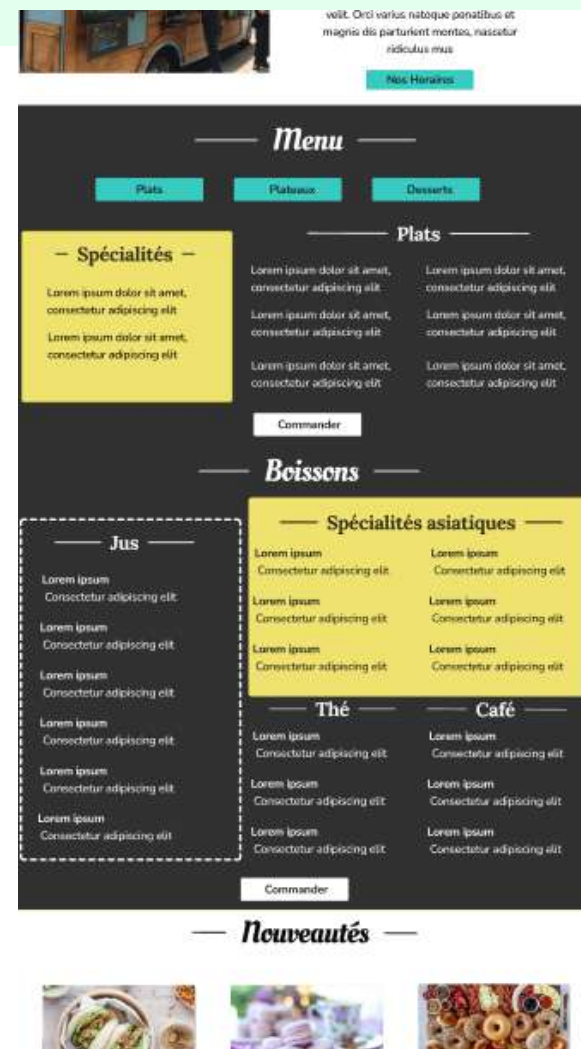 velit. Orci varius natoque penatibus et
magnis dis parturient montes, nascetur
ridiculus mus
Nos Horaires
Menu
Plats
Plateaux
Desserts
Spécialités
Lorem ipsum dolor sit amet,
consectetur adipiscing elit
Lorem ipsum dolor sit amet,
consectetur adipiscing elit
Plats
Lorem ipsum dolor sit amet,
consectetur adipiscing elit
Lorem ipsum dolor sit amet,
consectetur adipiscing elit
Lorem ipsum dolor sit amet,
consectetur adipiscing elit
Lorem ipsum dolor sit amet,
consectetur adipiscing elit
Lorem ipsum dolor sit amet,
consectetur adipiscing elit
Lorem ipsum dolor sit amet,
consectetur adipiscing elit
Commander
Boissons
Jus
Lorem ipsum
Consectetur adipiscing elit
Lorem ipsum
Consectetur adipiscing elit
Lorem ipsum
Consectetur adipiscing elit
Lorem ipsum
Consectetur adipiscing elit
Lorem ipsum
Consectetur adipiscing elit
Lorem ipsum
Consectetur adipiscing elit
Spécialités asiatiques
Lorem ipsum
Consectetur adipiscing elit
Lorem ipsum
Consectetur adipiscing elit
Lorem ipsum
Consectetur adipiscing elit
Lorem ipsum
Consectetur adipiscing elit
Lorem ipsum
Consectetur adipiscing elit
Lorem ipsum
Consectetur adipiscing elit
Thé
Lorem ipsum
Consectetur adipiscing elit
Lorem ipsum
Consectetur adipiscing elit
Lorem ipsum
Consectetur adipiscing elit
Café
Lorem ipsum
Consectetur adipiscing elit
Lorem ipsum
Consectetur adipiscing elit
Lorem ipsum
Consectetur adipiscing elit
Commander
Nouveautés